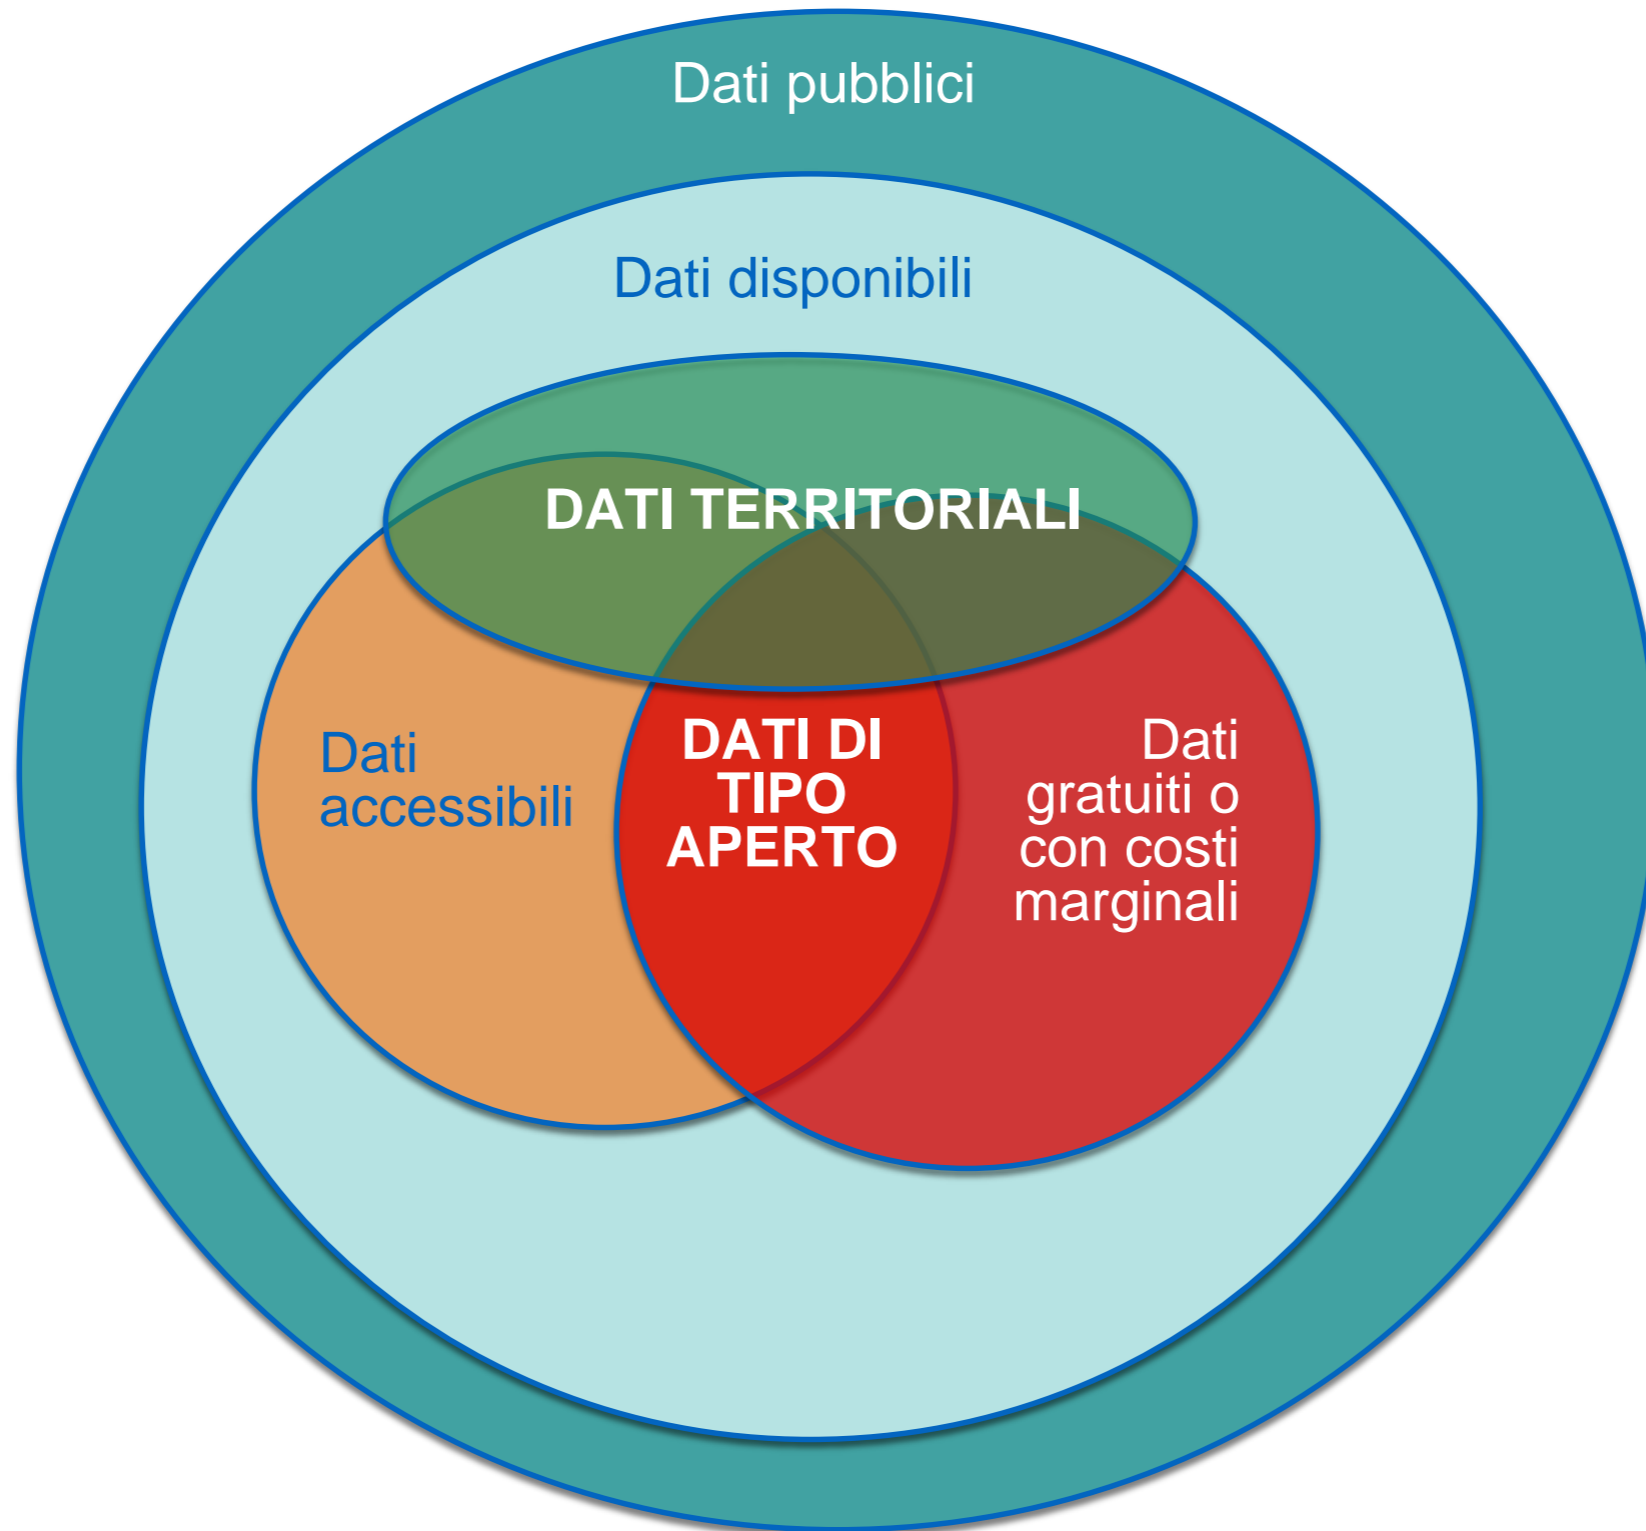 Dati pubblici
Dati disponibili
DATI TERRITORIALI
Dati
accessibili
DATI DI
TIPO
APERTO
Dati
gratuiti o
con costi
marginali